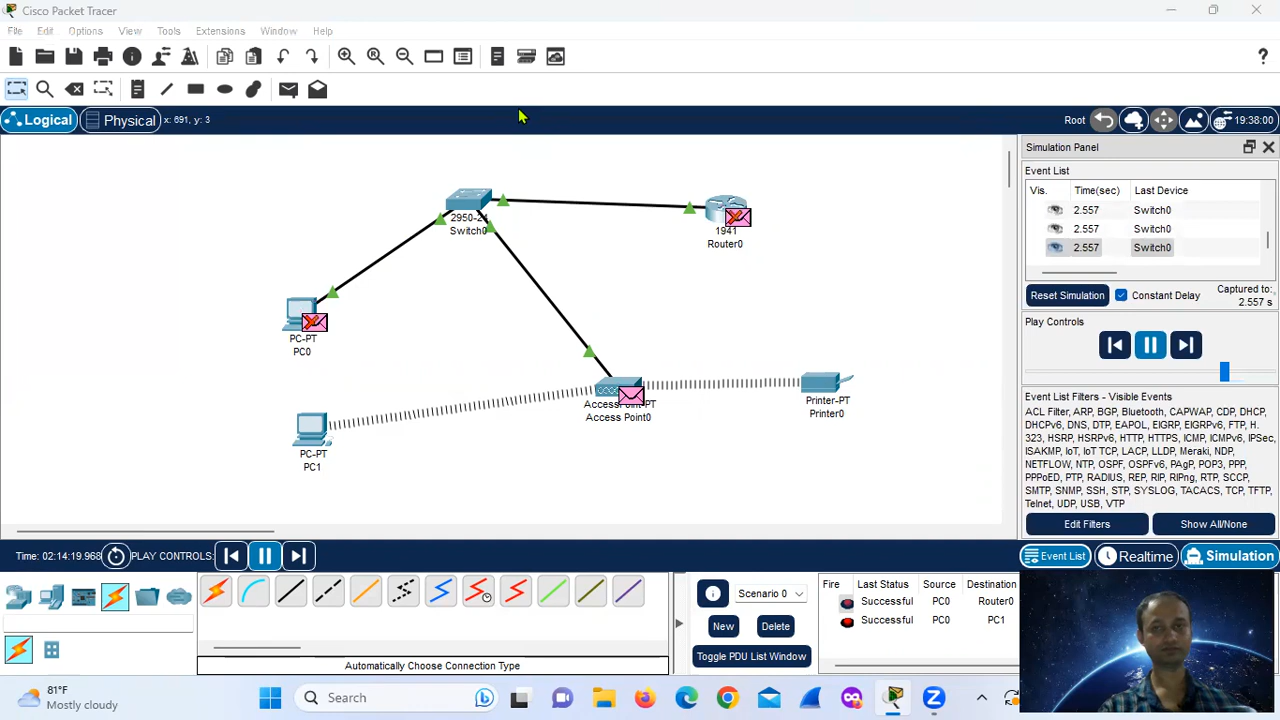 Cisco Packet Tracer
File Edit Options View Tools Extensions Window Help
Logical Physical x: 691, y: 3 Root 19:38:00
Simulation Panel
Event List
Vis. Time(sec) Last Device
2.557 Switch0
2.557 Switch0
2.557 Switch0
Reset Simulation Constant Delay Captured to:
2.557 s
Play Controls
Event List Filters - Visible Events
ACL Filter, ARP, BGP, Bluetooth, CAPWAP, CDP, DHCP,
DHCPv6, DNS, DTP, EAPOL, EIGRP, EIGRPv6, FTP, H.
323, HSRP, HSRPv6, HTTP, HTTPS, ICMP, ICMPv6, IPSec,
ISAKMP, IoT, IoT TCP, LACP, LLDP, Meraki, NDP,
NETFLOW, NTP, OSPF, OSPFv6, PAgP, POP3, PPP,
PPPoED, PTP, RADIUS, REP, RIP, RIPng, RTP, SCCP,
SMTP, SNMP, SSH, STP, SYSLOG, TACACS, TCP, TFTP,
Telnet, UDP, USB, VTP
Edit Filters Show All/None
2950-24
Switch0
1941
Router0
PC-PT
PC0
AccessPoint-PT
Access Point0
Printer-PT
Printer0
PC-PT
PC1
Time: 02:14:19.968 PLAY CONTROLS:
Event List Realtime Simulation
Scenario 0
New Delete
Toggle PDU List Window
Fire Last Status Source Destination
Successful PC0 Router0
Successful PC0 PC1
Automatically Choose Connection Type
81°F
Mostly cloudy
Search